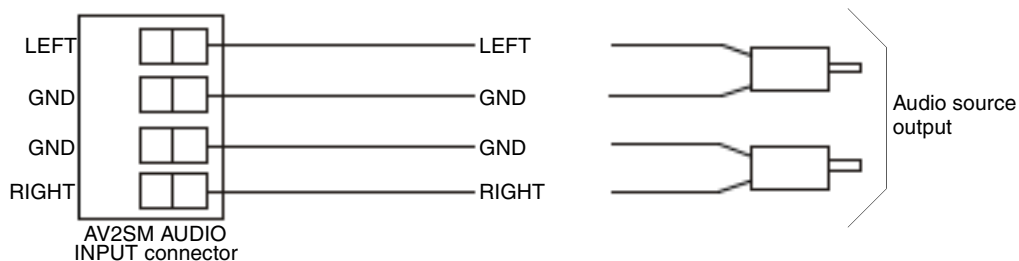 LEFT LEFT
GND GND
GND GND
RIGHT RIGHT
Audio source
output
AV2SM AUDIO
INPUT connector